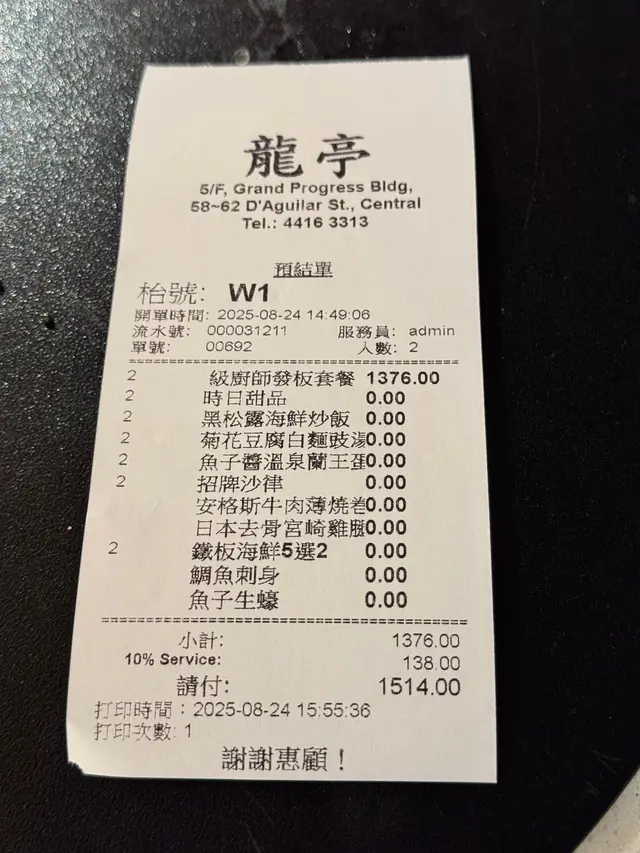 龍亭
5/F, Grand Progress Bldg,
58~62 D'Aguilar St., Central
Tel.: 4416 3313
預結單
枱號: W1
開單時間: 2025-08-24 14:49:06
流水號: 000031211 服務員: admin
單號: 00692 人數: 2
2 級廚師發板套餐 1376.00
2 時日甜品 0.00
2 黑松露海鮮炒飯 0.00
2 菊花豆腐白麵豉湯0.00
2 魚子醬溫泉蘭王蛋0.00
2 招牌沙律 0.00
安格斯牛肉薄燒卷0.00
日本去骨宮崎雞腿0.00
2 鐵板海鮮5選2 0.00
鯛魚刺身 0.00
魚子生蠔 0.00
小計: 1376.00
10% Service: 138.00
請付: 1514.00
打印時間：2025-08-24 15:55:36
打印次數: 1
謝謝惠顧！